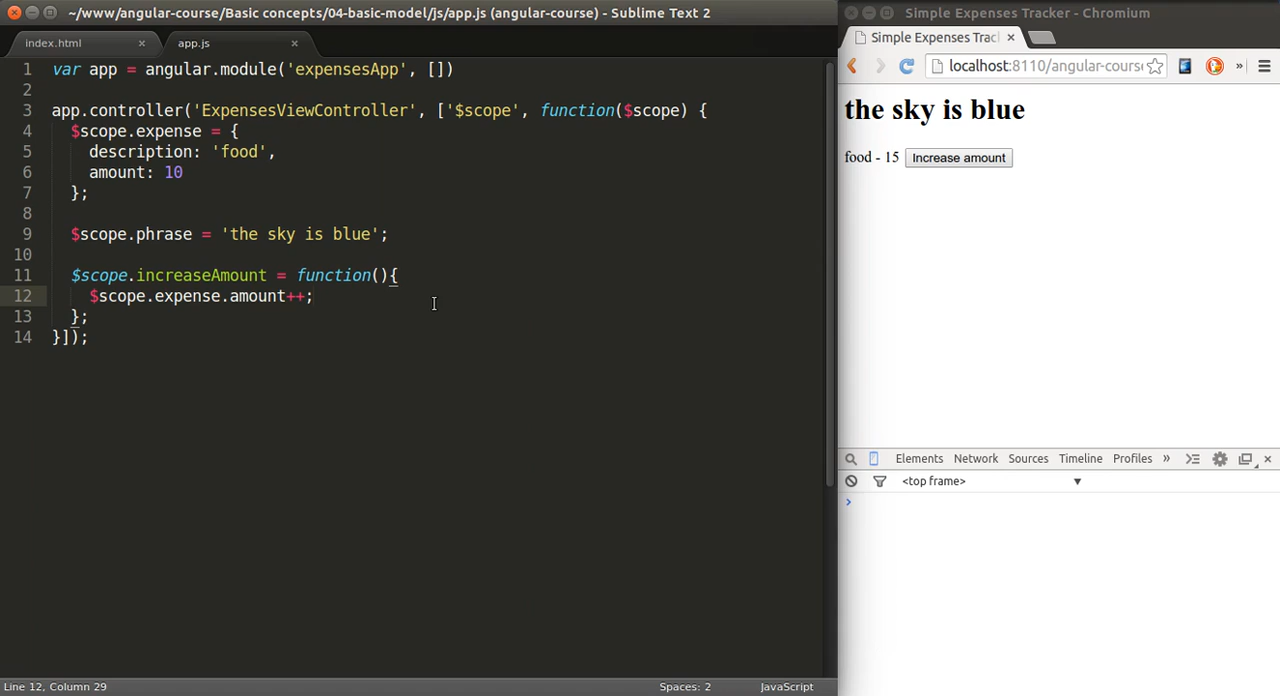 ~/www/angular-course/Basic concepts/04-basic-model/js/app.js (angular-course) - Sublime Text 2
index.html × app.js ×
1 var app = angular.module('expensesApp', [])
2
3 app.controller('ExpensesViewController', ['$scope', function($scope) {
4 $scope.expense = {
5 description: 'food',
6 amount: 10
7 };
8
9 $scope.phrase = 'the sky is blue';
10
11 $scope.increaseAmount = function(){
12 $scope.expense.amount++;
13 };
14 }]);
Line 12, Column 29 Spaces: 2 JavaScript
Simple Expenses Tracker - Chromium
Simple Expenses Trac ×
localhost:8110/angular-cours »
the sky is blue
food - 15 Increase amount
Elements Network Sources Timeline Profiles » ×
<top frame> ▼
>